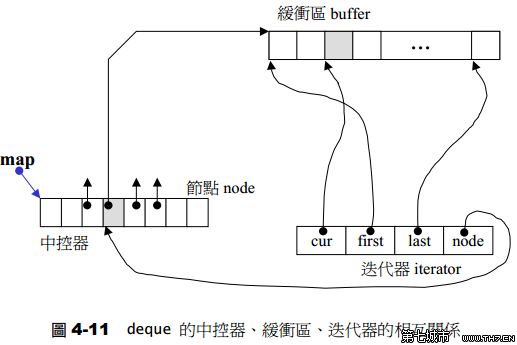 緩衝區 buffer
...
map
節點 node
中控器
cur first last node
迭代器 iterator
圖 4-11 deque 的中控器、緩衝區、迭代器的相互關係
第七城市
WWW.TH7.CN